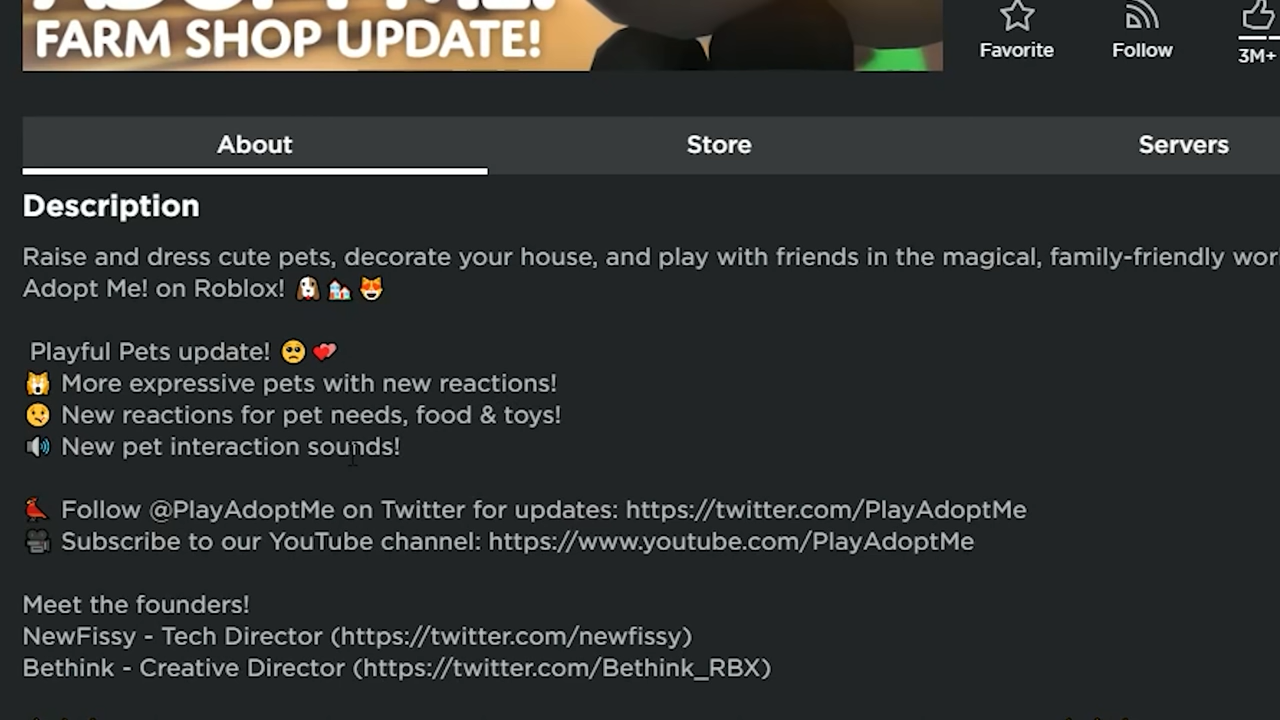 ADOPT ME!
FARM SHOP UPDATE!
Favorite
Follow
3M+
About
Store
Servers
Description
Raise and dress cute pets, decorate your house, and play with friends in the magical, family-friendly
Adopt Me! on Roblox! 🐶🏘️😻
Playful Pets update! 🥺💕
🙀 More expressive pets with new reactions!
🤒 New reactions for pet needs, food & toys!
🔊 New pet interaction sounds!
🐦 Follow @PlayAdoptMe on Twitter for updates: https://twitter.com/PlayAdoptMe
🎥 Subscribe to our YouTube channel: https://www.youtube.com/PlayAdoptMe
Meet the founders!
NewFissy - Tech Director (https://twitter.com/newfissy)
Bethink - Creative Director (https://twitter.com/Bethink_RBX)